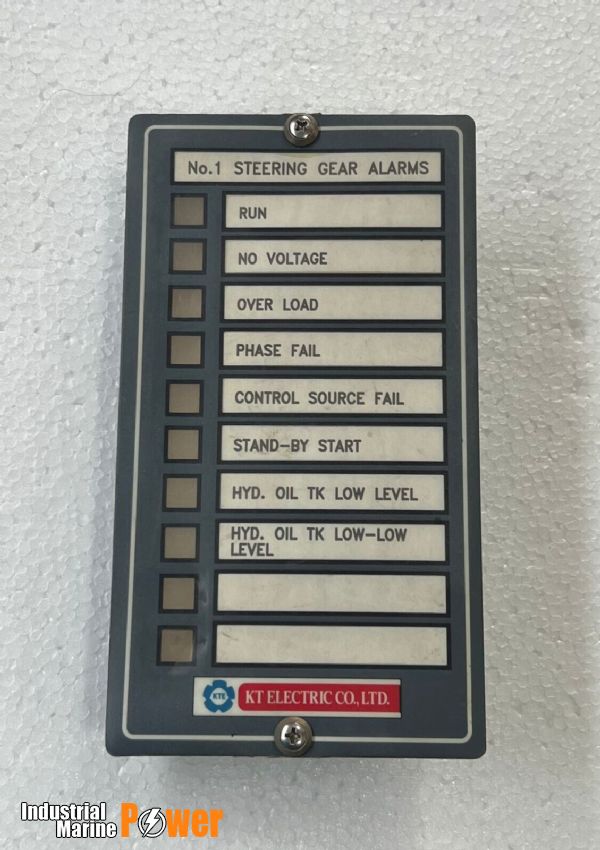 No.1 STEERING GEAR ALARMS
RUN
NO VOLTAGE
OVER LOAD
PHASE FAIL
CONTROL SOURCE FAIL
STAND-BY START
HYD. OIL TK LOW LEVEL
HYD. OIL TK LOW-LOW
LEVEL
KTE KT ELECTRIC CO., LTD.
Industrial
Marine Power